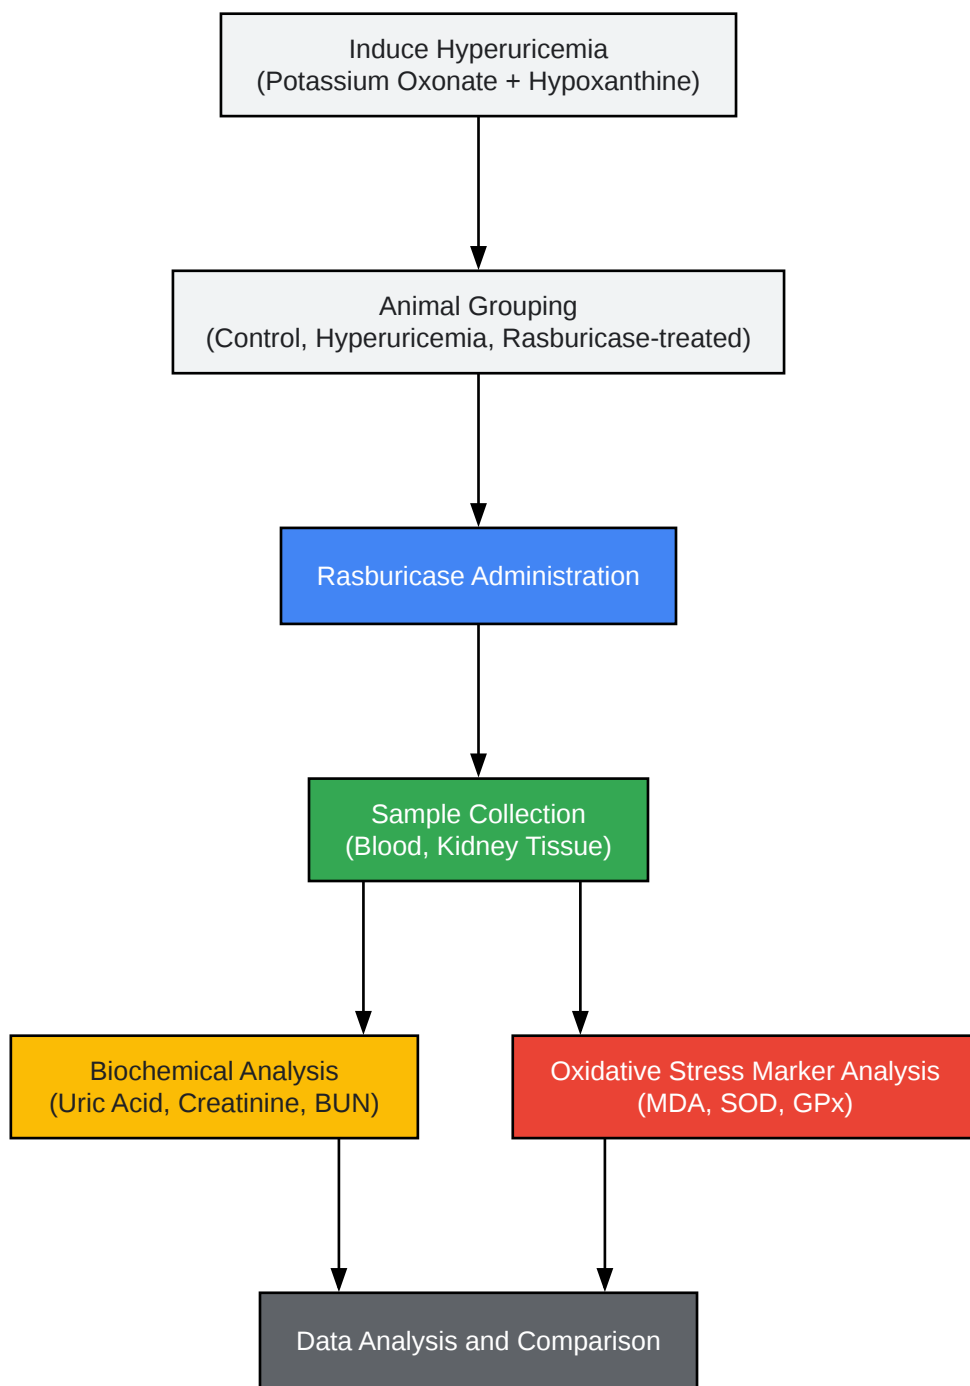 Induce Hyperuricemia
(Potassium Oxonate + Hypoxanthine)
Animal Grouping
(Control, Hyperuricemia, Rasburicase-treated)
Rasburicase Administration
Sample Collection
(Blood, Kidney Tissue)
Biochemical Analysis
(Uric Acid, Creatinine, BUN)
Oxidative Stress Marker Analysis
(MDA, SOD, GPx)
Data Analysis and Comparison